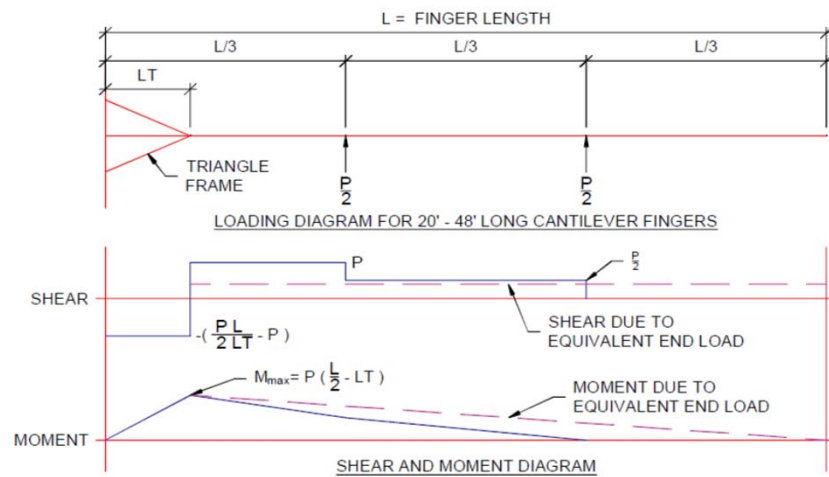 L = FINGER LENGTH
L/3
L/3
L/3
LT
TRIANGLE
FRAME
P
2
P
2
LOADING DIAGRAM FOR 20' - 48' LONG CANTILEVER FINGERS
P
P
2
SHEAR
-( P L
2 LT - P )
SHEAR DUE TO
EQUIVALENT END LOAD
Mmax= P ( L
2 - LT )
MOMENT DUE TO
EQUIVALENT END LOAD
MOMENT
SHEAR AND MOMENT DIAGRAM